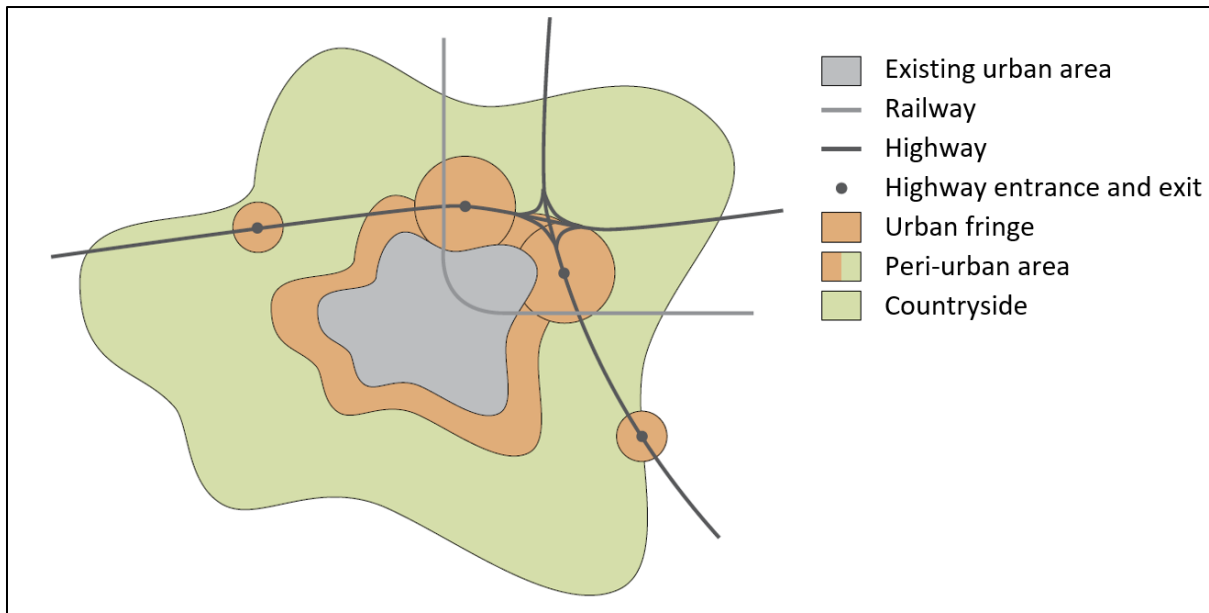 Existing urban area
Railway
Highway
Highway entrance and exit
Urban fringe
Peri-urban area
Countryside